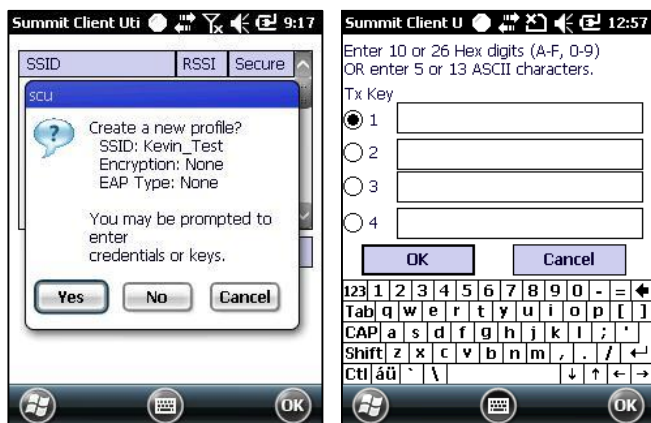 Summit Client Uti 9:17
SSID RSSI Secure
scu
Create a new profile?
SSID: Kevin_Test
Encryption: None
EAP Type: None
You may be prompted to
enter
credentials or keys.
Yes No Cancel
OK
Summit Client U 12:57
Enter 10 or 26 Hex digits (A-F, 0-9)
OR enter 5 or 13 ASCII characters.
Tx Key
1
2
3
4
OK Cancel
123 1 2 3 4 5 6 7 8 9 0 - =
Tab q w e r t y u i o p [ ]
CAP a s d f g h j k l ; '
Shift z x c v b n m , . /
Ctl áü ` \
OK